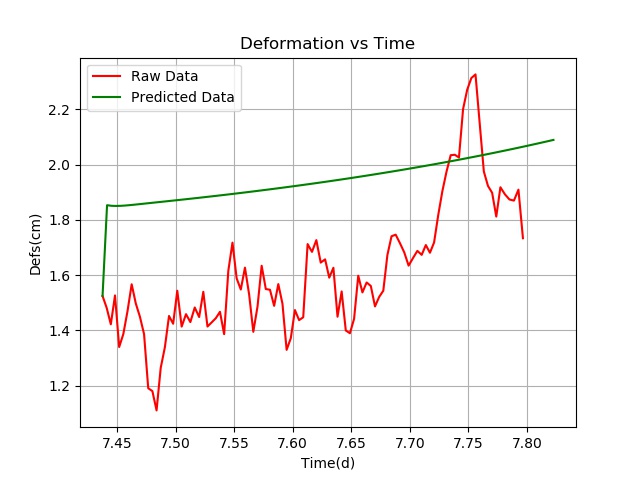 Deformation vs Time
Raw Data
Predicted Data
Defs(cm)
2.2
2.0
1.8
1.6
1.4
1.2
7.45 7.50 7.55 7.60 7.65 7.70 7.75 7.80
Time(d)